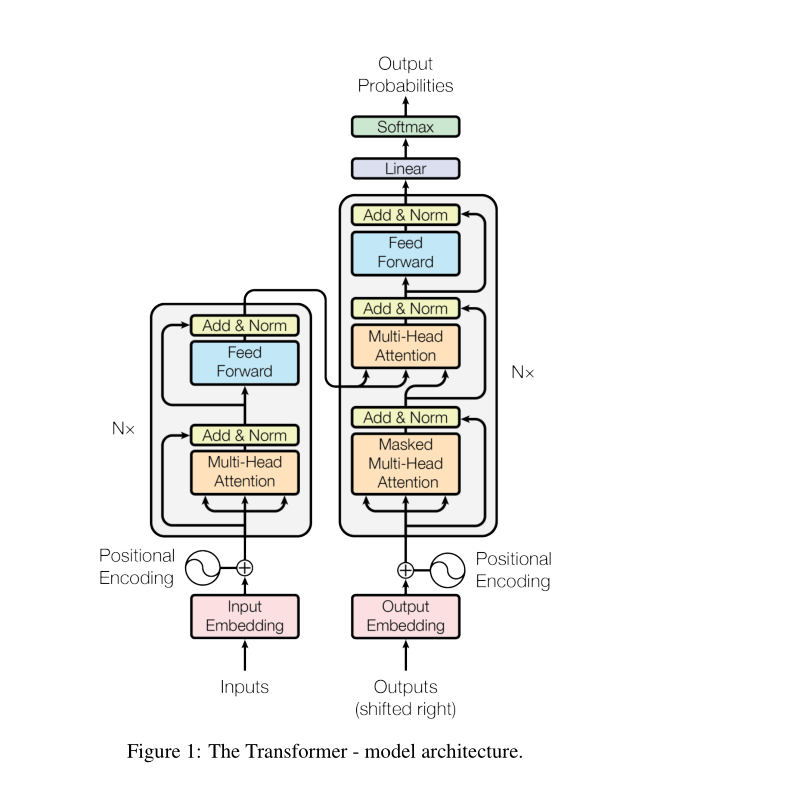 Output
Probabilities
Softmax
Linear
Add & Norm
Feed
Forward
Add & Norm
Multi-Head
Attention
Add & Norm
Masked
Multi-Head
Attention
N×
Add & Norm
Feed
Forward
Add & Norm
Multi-Head
Attention
N×
Positional
Encoding
Positional
Encoding
Input
Embedding
Output
Embedding
Inputs
Outputs
(shifted right)
Figure 1: The Transformer - model architecture.